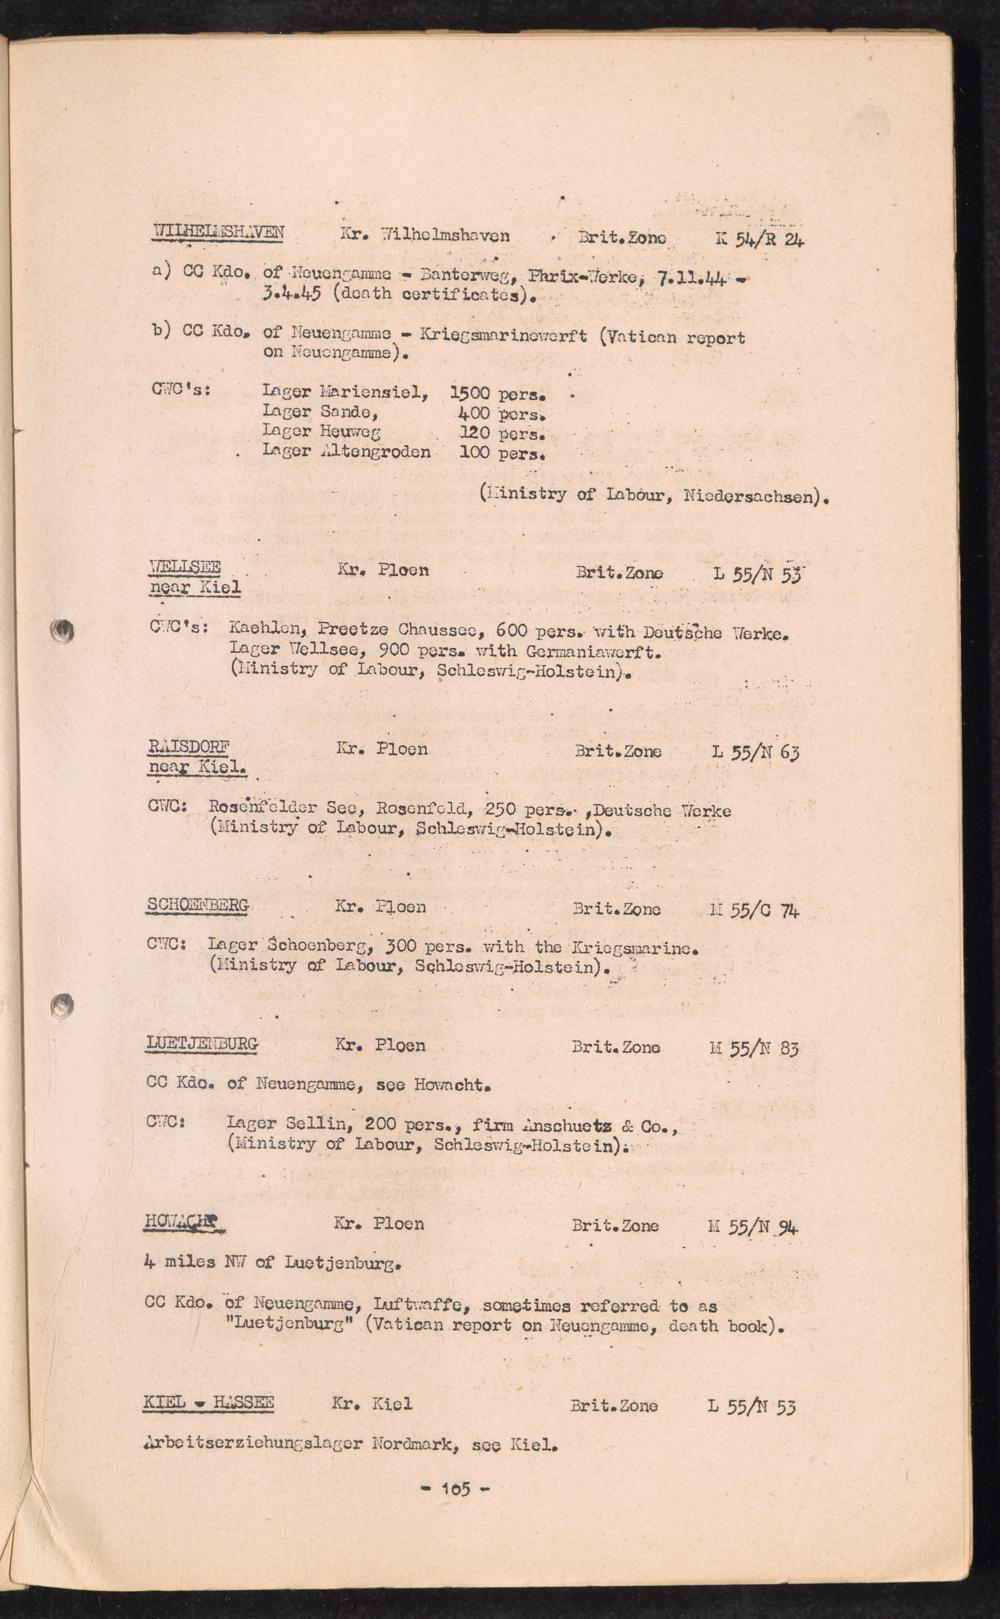 WILHELMSHAVEN Kr. Wilhelmshaven Brit.Zone K 54/R 24
a) CC Kdo. of Neuengamme - Banterweg, Phrix-Werke, 7.11.44 -
3.4.45 (death certificates).
b) CC Kdo. of Neuengamme - Kriegsmarinewerft (Vatican report
on Neuengamme).
CWC's: Lager Mariensiel, 1500 pers.
Lager Sande, 400 pers.
Lager Heuweg 120 pers.
Lager Altengroden 100 pers.
(Ministry of Labour, Niedersachsen).
WELLSEE Kr. Ploen Brit.Zone L 55/N 53
near Kiel
CWC's: Kaehlen, Preetze Chaussee, 600 pers. with Deutsche Werke.
Lager Wellsee, 900 pers. with Germaniawerft.
(Ministry of Labour, Schleswig-Holstein).
RAISDORF Kr. Ploen Brit.Zone L 55/N 63
near Kiel.
CWC: Rosenfelder See, Rosenfeld, 250 pers. ,Deutsche Werke
(Ministry of Labour, Schleswig-Holstein).
SCHOENBERG Kr. Ploen Brit.Zone M 55/C 74
CWC: Lager Schoenberg, 300 pers. with the Kriegsmarine.
(Ministry of Labour, Schleswig-Holstein).
LUETJENBURG Kr. Ploen Brit.Zone M 55/N 83
CC Kdo. of Neuengamme, see Howacht.
CWC: Lager Sellin, 200 pers., firm Anschuetz & Co.,
(Ministry of Labour, Schleswig-Holstein).
HOWACHT Kr. Ploen Brit.Zone M 55/N 94
4 miles NW of Luetjenburg.
CC Kdo. of Neuengamme, Luftwaffe, sometimes referred to as
"Luetjenburg" (Vatican report on Neuengamme, death book).
KIEL - HASSEE Kr. Kiel Brit.Zone L 55/N 53
Arbeitserziehungslager Nordmark, see Kiel.
- 105 -